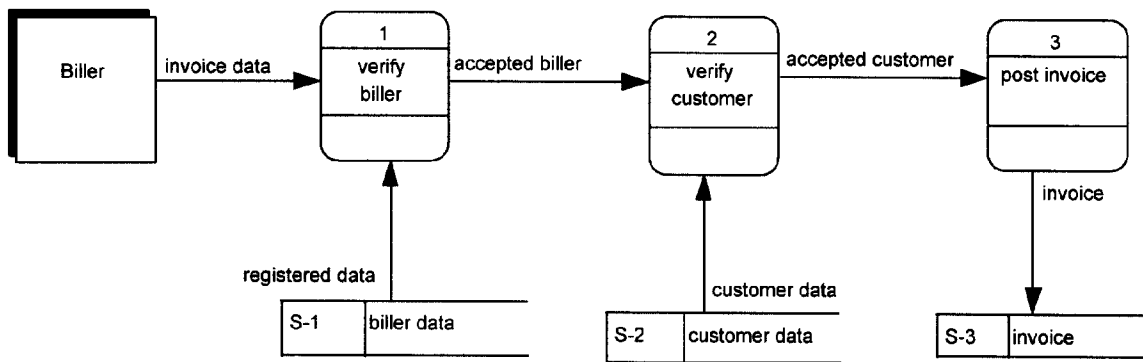 Biller
invoice data
1
verify
biller
accepted biller
2
verify
customer
accepted customer
3
post invoice
invoice
registered data
customer data
S-1 biller data
S-2 customer data
S-3 invoice